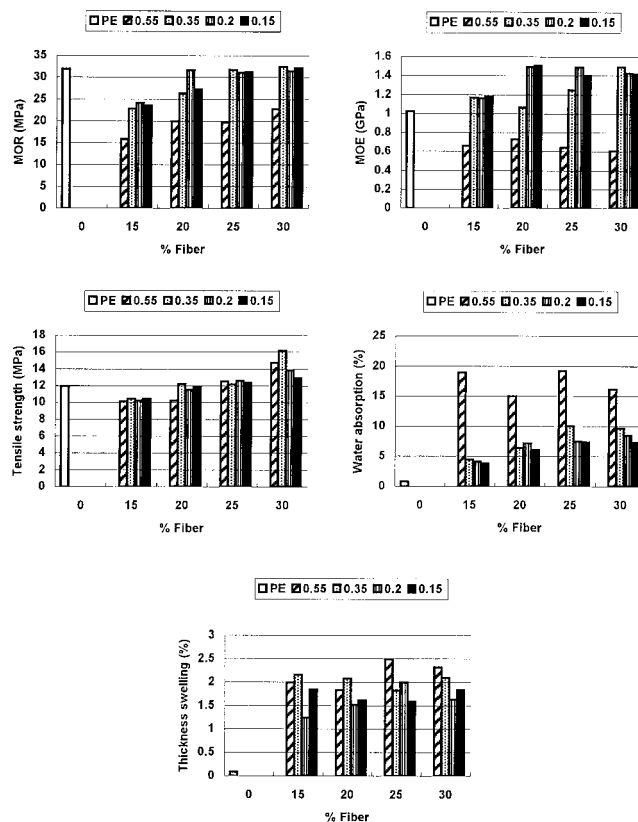 PE 0.55 0.35 0.2 0.15
PE 0.55 0.35 0.2 0.15
MOR (MPa)
35
30
25
20
15
10
5
0
0 15 20 25 30
% Fiber
MOE (GPa)
1.6
1.4
1.2
1
0.8
0.6
0.4
0.2
0
0 15 20 25 30
% Fiber
PE 0.55 0.35 0.2 0.15
PE 0.55 0.35 0.2 0.15
Tensile strength (MPa)
18
16
14
12
10
8
6
4
2
0
0 15 20 25 30
% Fiber
Water absorption (%)
25
20
15
10
5
0
0 15 20 25 30
% Fiber
PE 0.55 0.35 0.2 0.15
Thickness swelling (%)
3
2.5
2
1.5
1
0.5
0
0 15 20 25 30
% Fiber